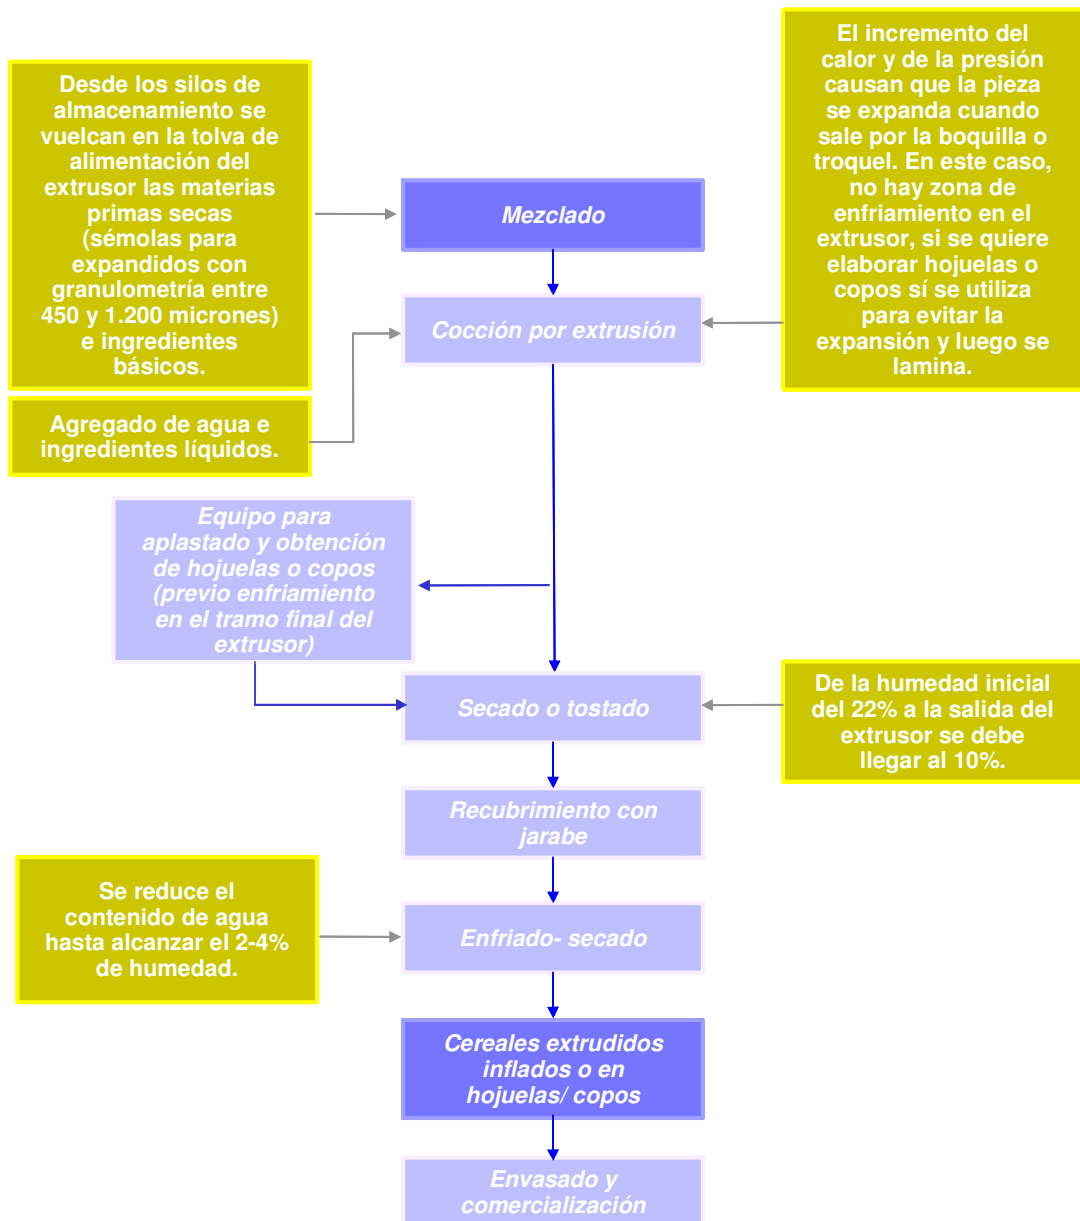 El incremento del
calor y de la presión
causan que la pieza
se expanda cuando
sale por la boquilla o
troquel. En este caso,
no hay zona de
enfriamiento en el
extrusor, si se quiere
elaborar hojuelas o
copos sí se utiliza
para evitar la
expansión y luego se
lamina.
Desde los silos de
almacenamiento se
vuelcan en la tolva de
alimentación del
extrusor las materias
primas secas
(sémolas para
expandidos con
granulometría entre
450 y 1.200 micrones)
e ingredientes
básicos.
Mezclado
Cocción por extrusión
Agregado de agua e
ingredientes líquidos.
Equipo para
aplastado y obtención
de hojuelas o copos
(previo enfriamiento
en el tramo final del
extrusor)
Secado o tostado
De la humedad inicial
del 22% a la salida del
extrusor se debe
llegar al 10%.
Recubrimiento con
jarabe
Se reduce el
contenido de agua
hasta alcanzar el 2-4%
de humedad.
Enfriado- secado
Cereales extrudidos
inflados o en
hojuelas/ copos
Envasado y
comercialización